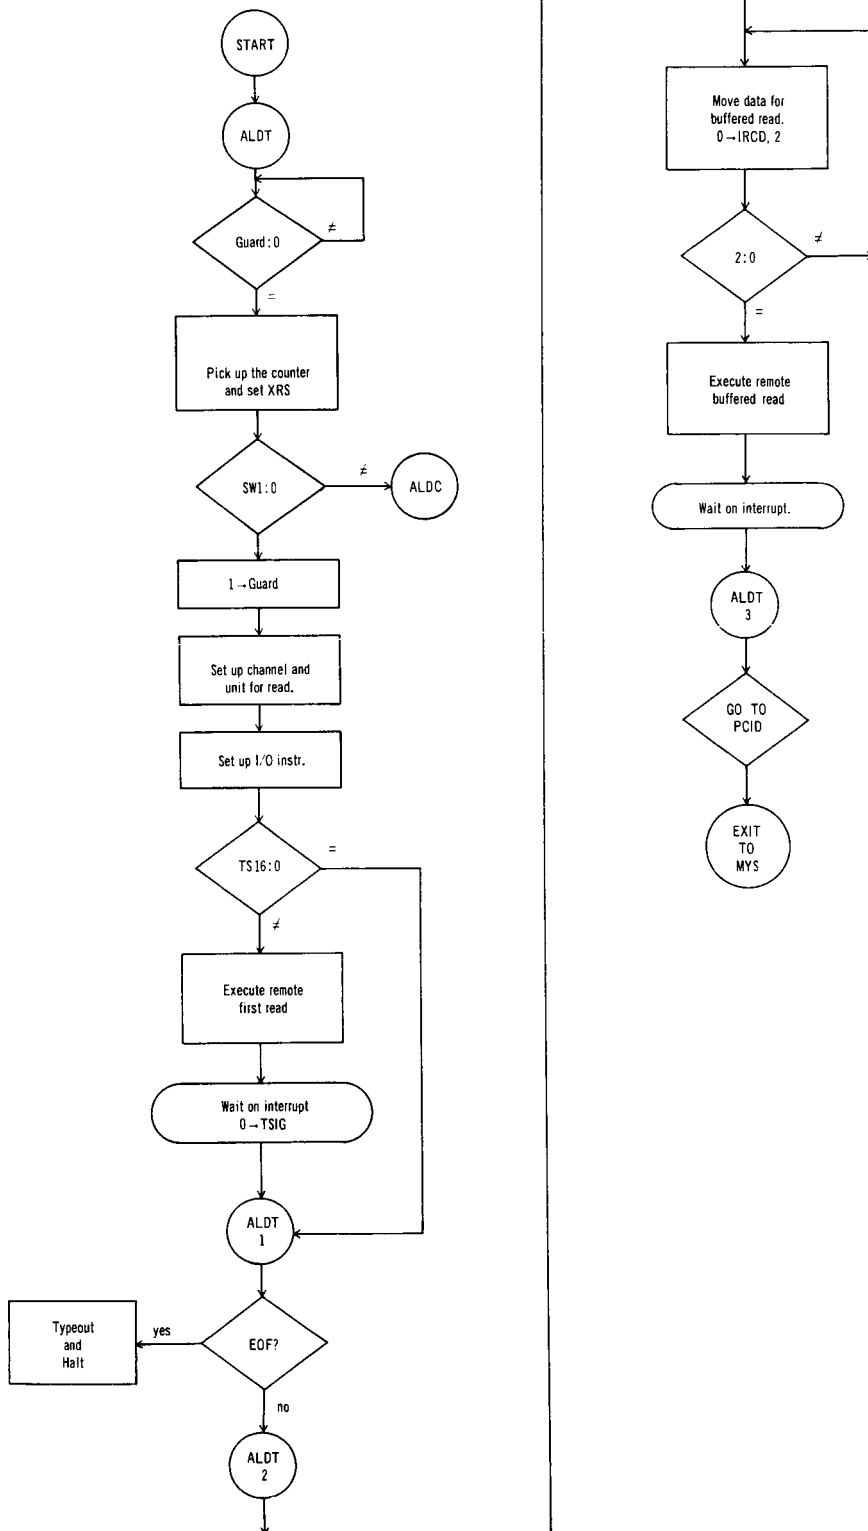 START
ALDT
Guard:0
≠
=
Pick up the counter
and set XRS
SW1:0
≠
ALDC
1→Guard
Set up channel and
unit for read.
Set up I/O instr.
TS16:0
=
≠
Execute remote
first read
Wait on interrupt
0→TSIG
ALDT
1
EOF?
yes
Typeout
and
Halt
no
ALDT
2
Move data for
buffered read.
0→IRCD, 2
2:0
≠
=
Execute remote
buffered read
Wait on interrupt.
ALDT
3
GO TO
PCID
EXIT
TO
MYS